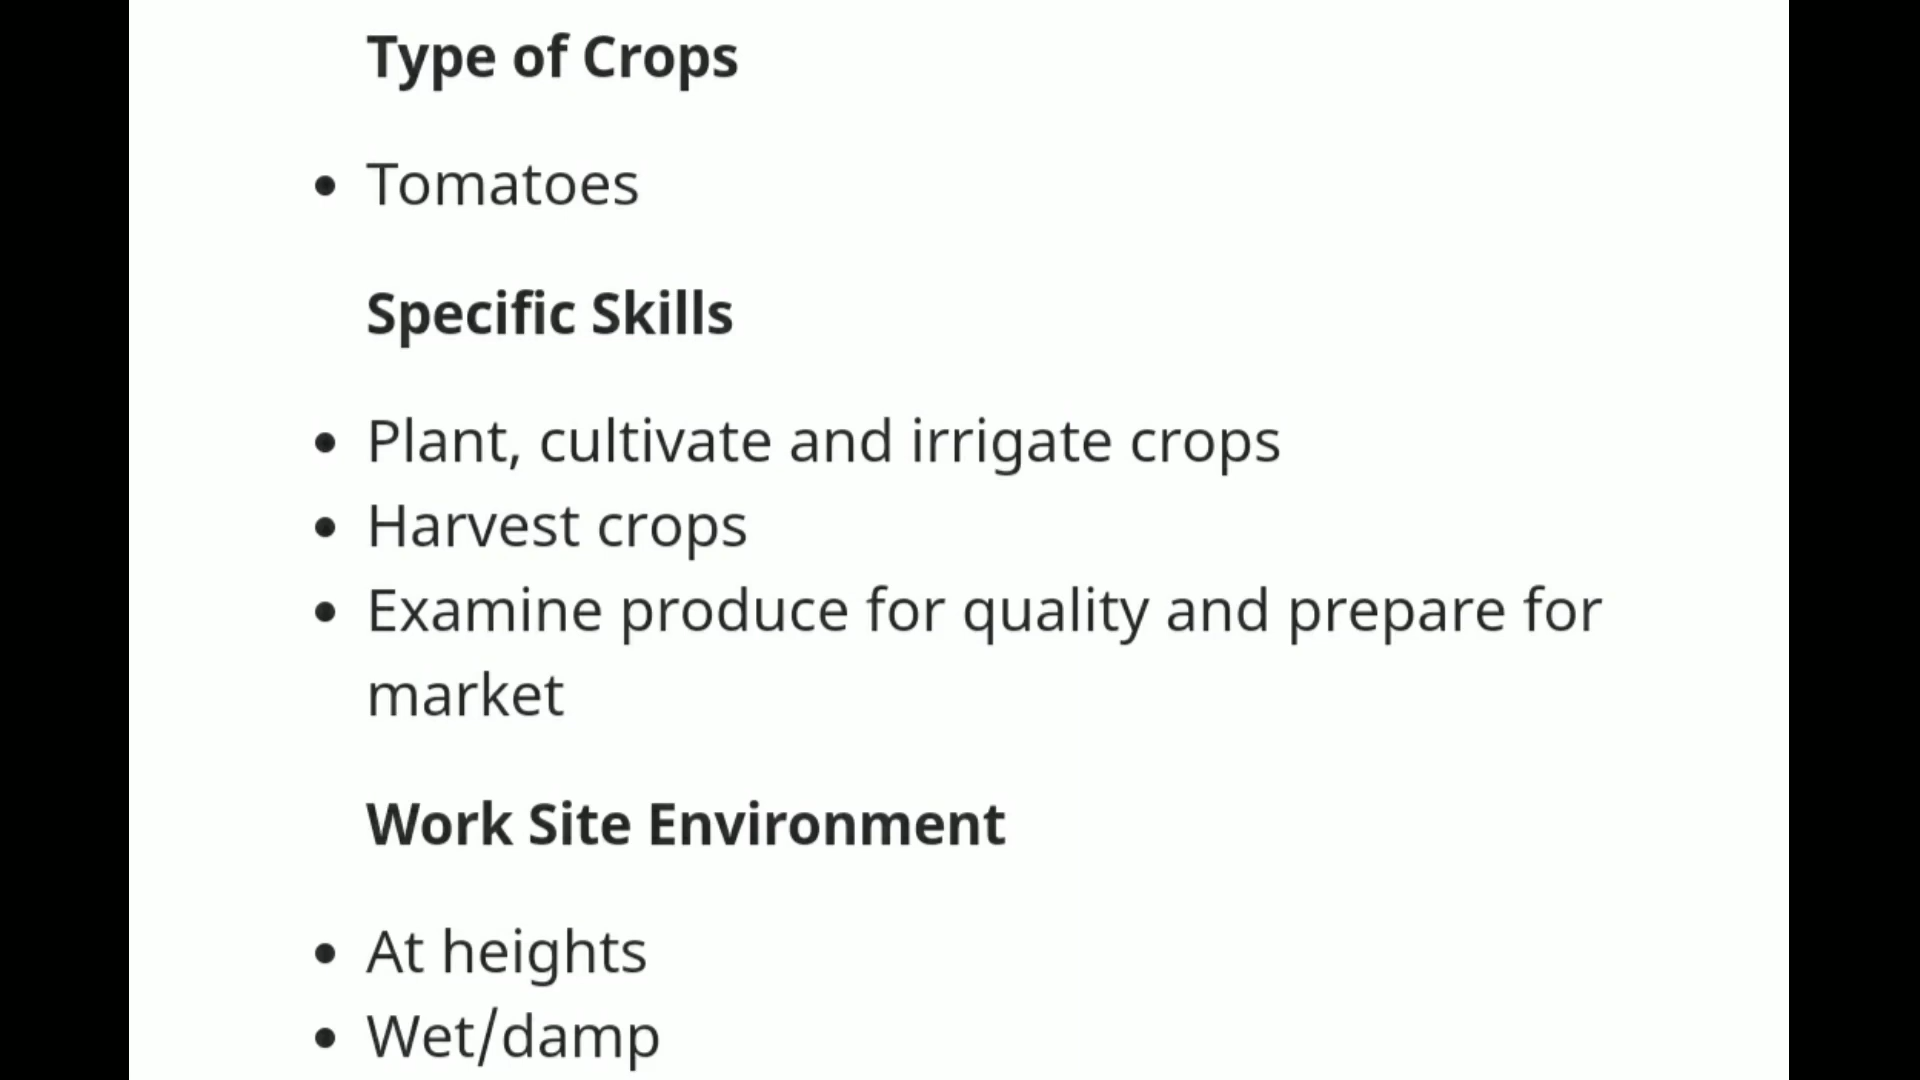 Type of Crops
• Tomatoes
Specific Skills
• Plant, cultivate and irrigate crops
• Harvest crops
• Examine produce for quality and prepare for
market
Work Site Environment
• At heights
• Wet/damp